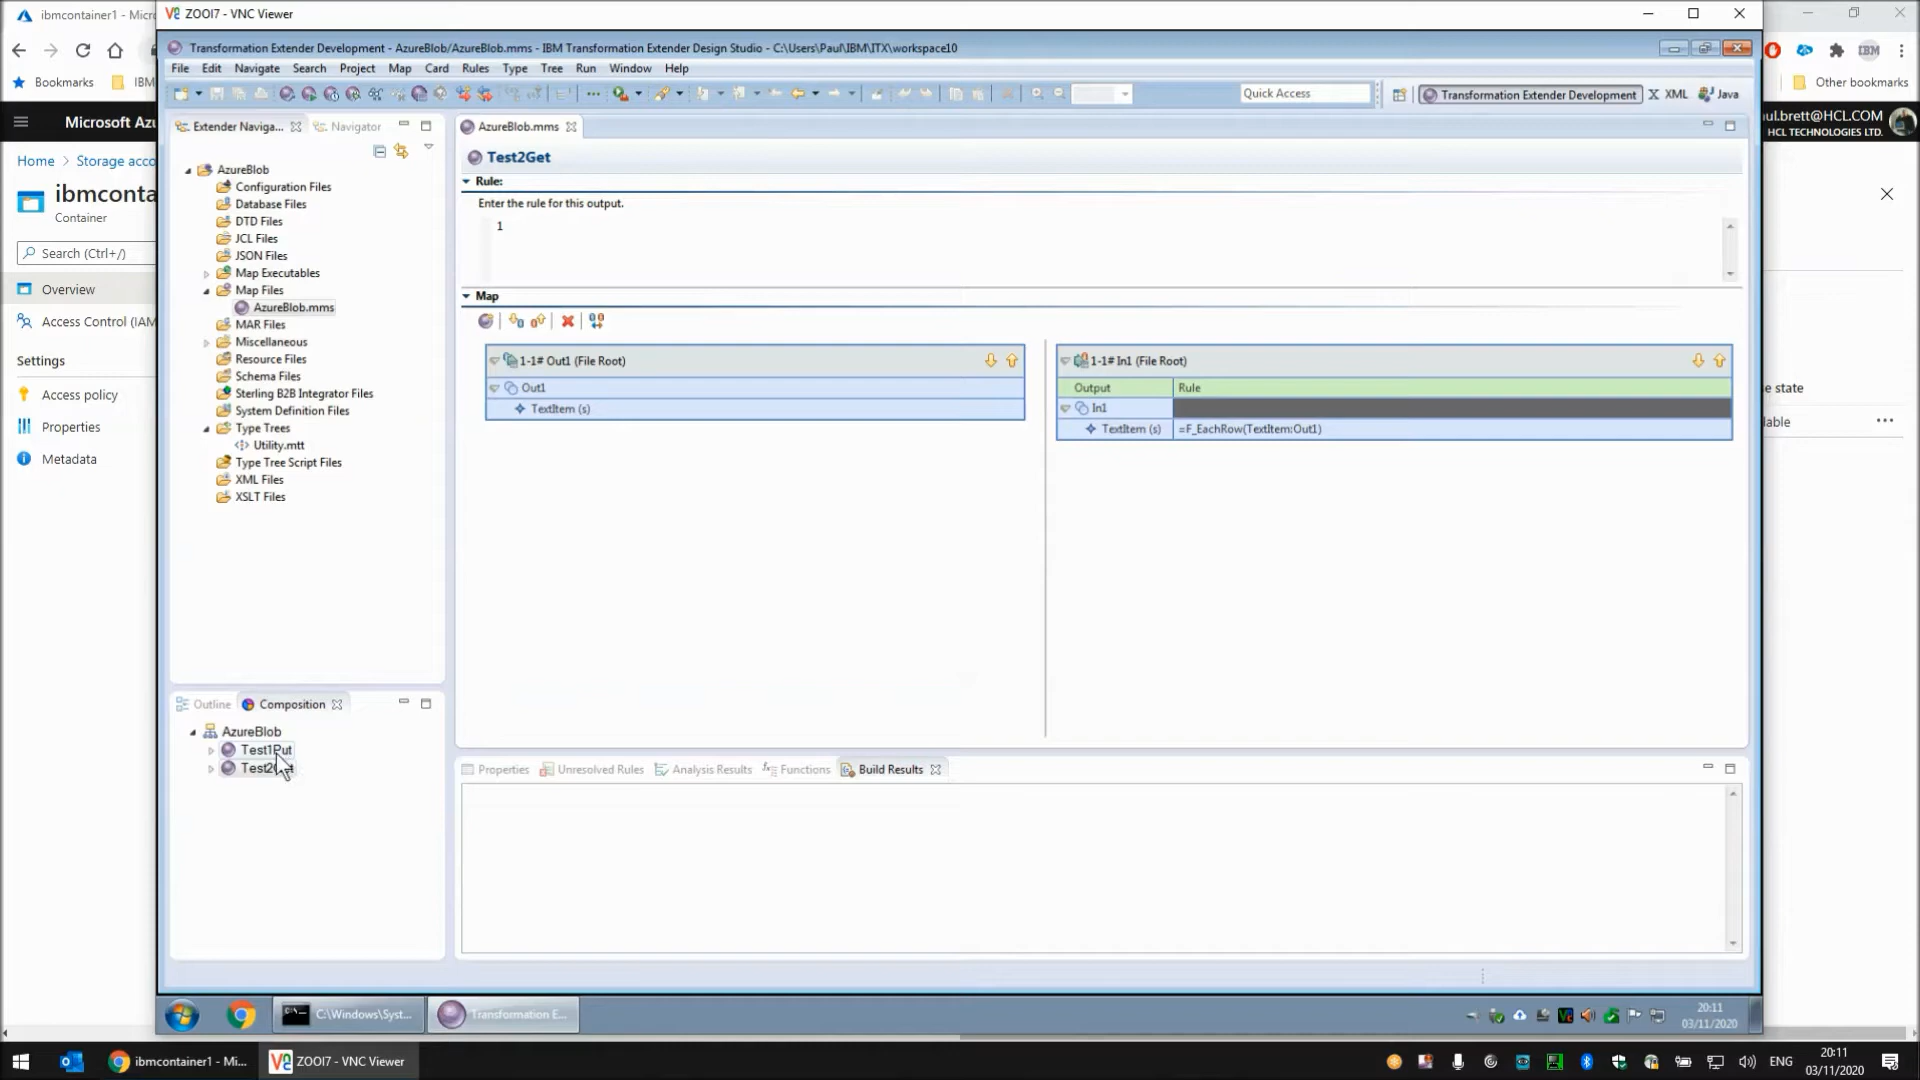 ibmcontainer1 - Micr
ZOOI7 - VNC Viewer
Transformation Extender Development - AzureBlob/AzureBlob.mms - IBM Transformation Extender Design Studio - C:\Users\Paul\IBM\ITX\workspace10
File Edit Navigate Search Project Map Card Rules Type Tree Run Window Help
Bookmarks IBM
Other bookmarks
Quick Access
Transformation Extender Development
XML
Java
Microsoft Azu
ul.brett@HCL.COM
HCL TECHNOLOGIES LTD.
Home > Storage acco
ibmconta
Container
Search (Ctrl+/)
Overview
Access Control (IAM
Settings
Access policy
Properties
Metadata
e state
lable
Extender Naviga...
Navigator
AzureBlob
Configuration Files
Database Files
DTD Files
JCL Files
JSON Files
Map Executables
Map Files
AzureBlob.mms
MAR Files
Miscellaneous
Resource Files
Schema Files
Sterling B2B Integrator Files
System Definition Files
Type Trees
Utility.mtt
Type Tree Script Files
XML Files
XSLT Files
Outline
Composition
AzureBlob
Test1Put
AzureBlob.mms
Test2Get
Rule:
Enter the rule for this output.
1
Map
1-1# Out1 (File Root)
Out1
TextItem (s)
1-1# In1 (File Root)
Output Rule
In1
TextItem (s) =F_EachRow(TextItem:Out1)
Properties
Unresolved Rules
Analysis Results
Functions
Build Results
C:\Windows\Syst...
Transformation E...
20:11
03/11/2020
ibmcontainer1 - Mi...
ZOOI7 - VNC Viewer
ENG
20:11
03/11/2020